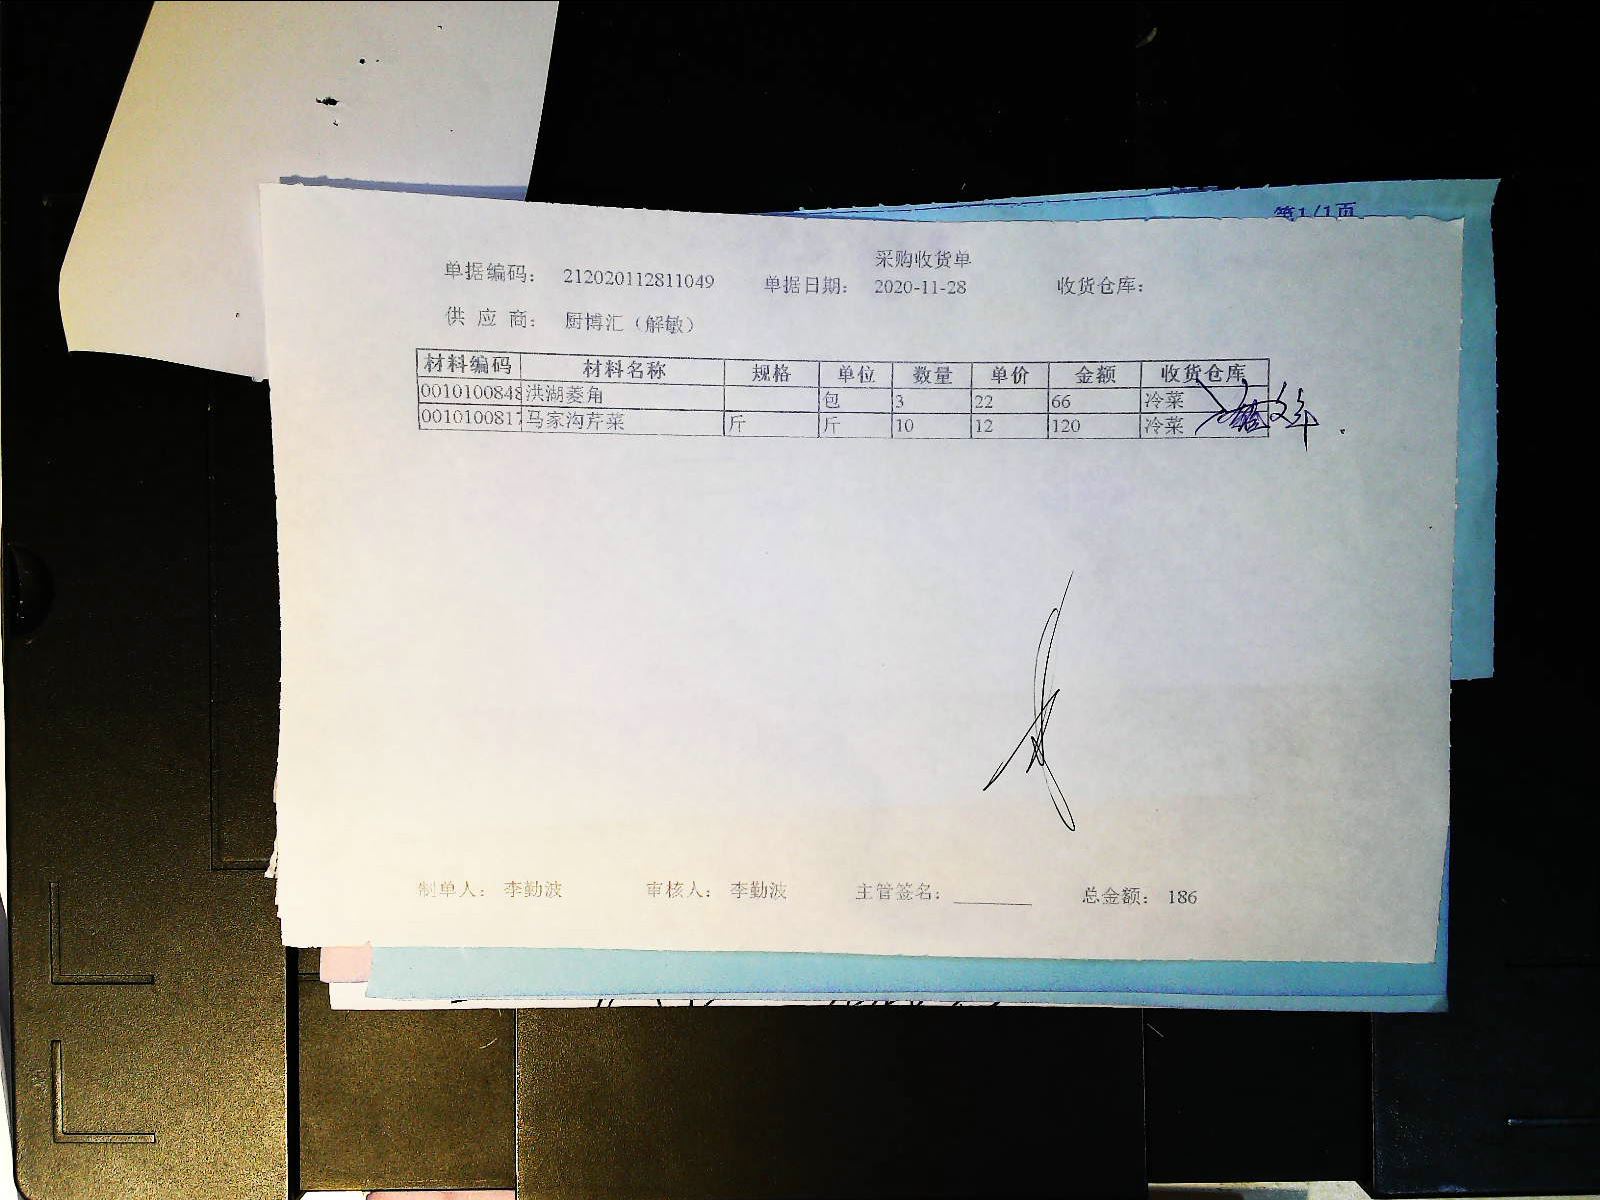 第1/1页
采购收货单
单据编码： 212020112811049 单据日期： 2020-11-28 收货仓库：
供 应 商： 厨博汇（解敏）
材料编码 材料名称 规格 单位 数量 单价 金额 收货仓库
0010100848 洪湖菱角 包 3 22 66 冷菜
0010100817 马家沟芹菜 斤 斤 10 12 120 冷菜
制单人： 李勤波 审核人： 李勤波 主管签名： 总金额： 186